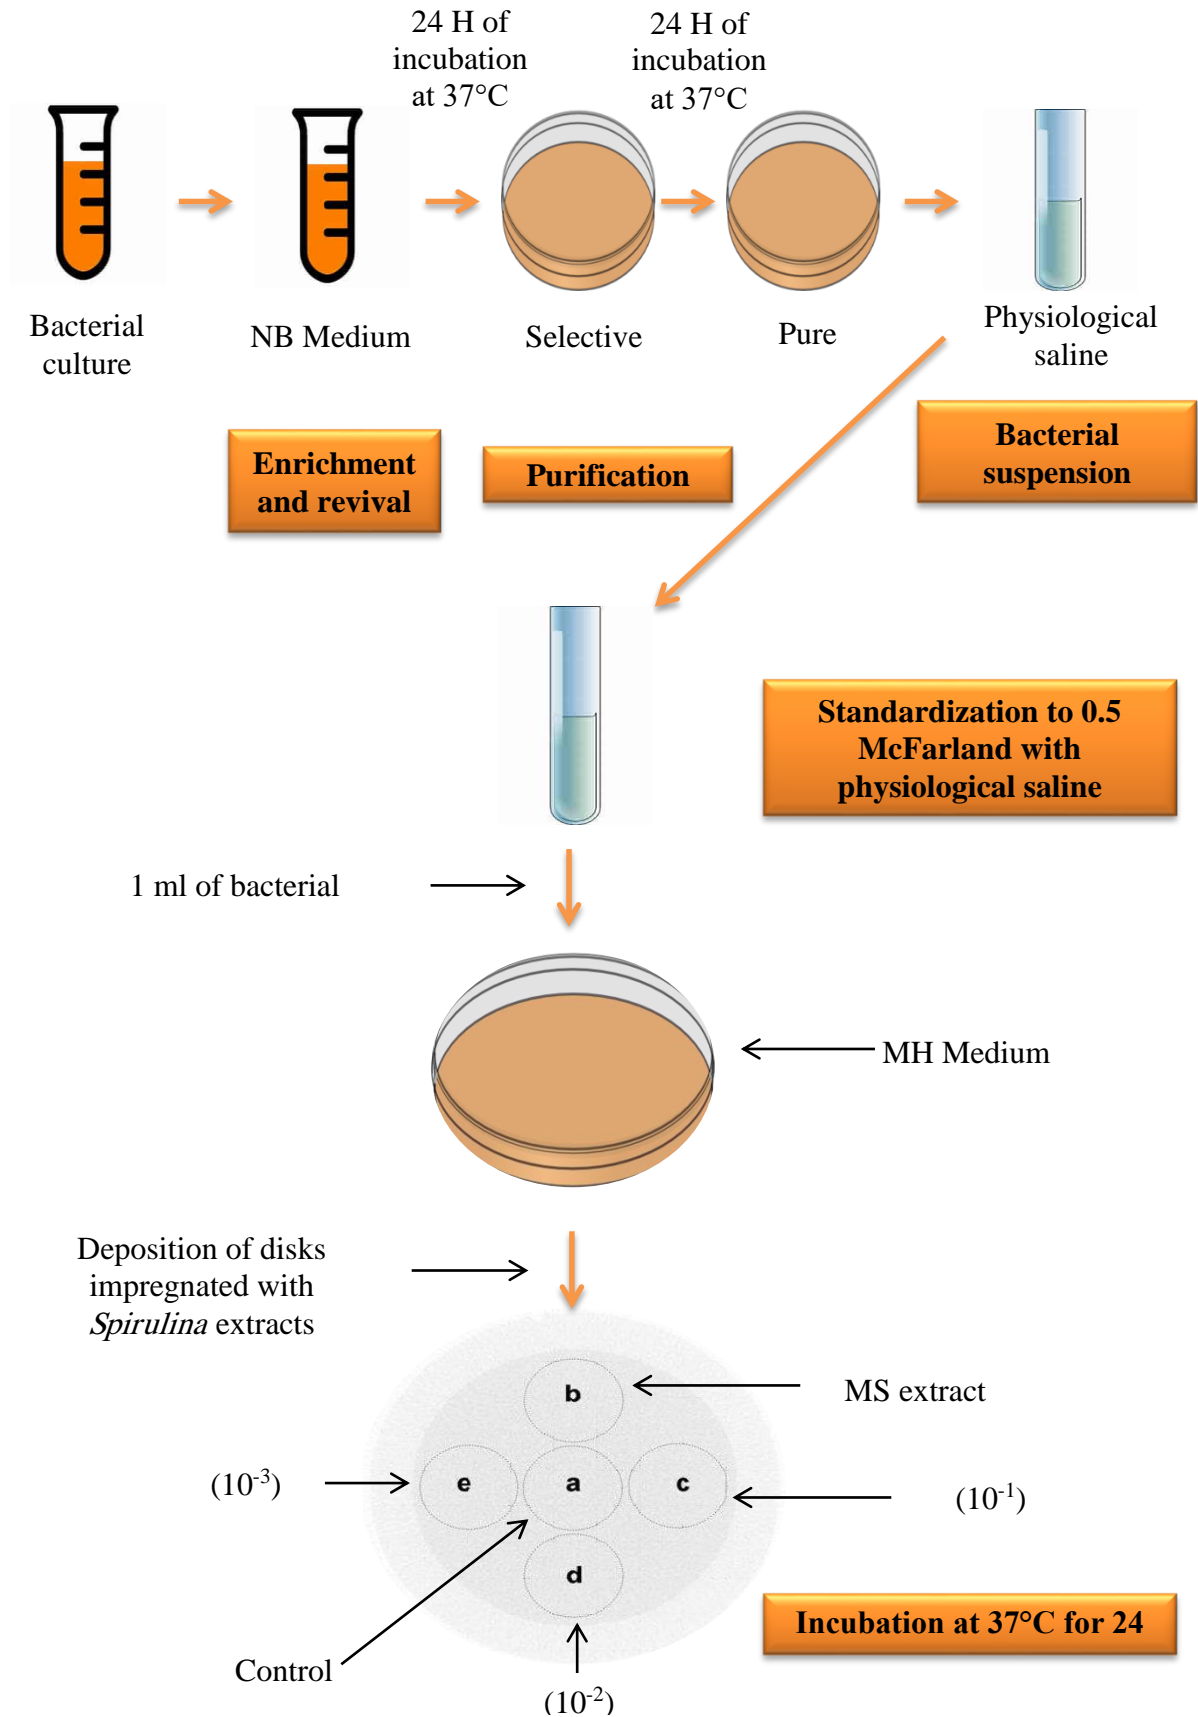 24 H of
incubation
at 37°C
24 H of
incubation
at 37°C
Bacterial
culture
NB Medium
Selective
Pure
Physiological
saline
Enrichment
and revival
Purification
Bacterial
suspension
Standardization to 0.5
McFarland with
physiological saline
1 ml of bacterial
MH Medium
Deposition of disks
impregnated with
Spirulina extracts
b
MS extract
(10⁻³)
e
a
c
(10⁻¹)
d
Incubation at 37°C for 24
Control
(10⁻²)